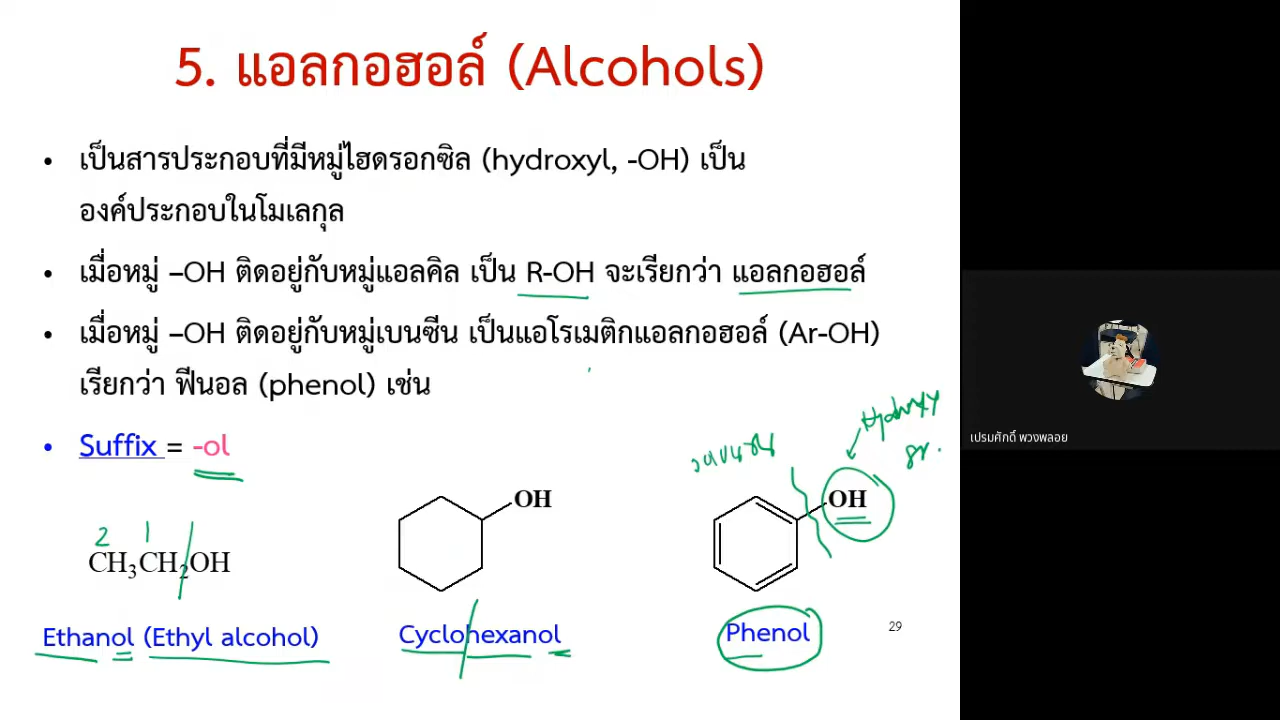 5. แอลกอฮอล์ (Alcohols)
• เป็นสารประกอบที่มีหมู่ไฮดรอกซิล (hydroxyl, -OH) เป็น
องค์ประกอบในโมเลกุล
• เมื่อหมู่ –OH ติดอยู่กับหมู่แอลคิล เป็น R-OH จะเรียกว่า แอลกอฮอล์
• เมื่อหมู่ –OH ติดอยู่กับหมู่เบนซีน เป็นแอโรเมติกแอลกอฮอล์ (Ar-OH)
เรียกว่า ฟีนอล (phenol) เช่น
• Suffix = -ol
Hydroxy
gr.
เปรมศักดิ์ พวงพลอย
OH
OH
2 1
CH₃CH₂OH
Ethanol (Ethyl alcohol)
Cyclohexanol
Phenol
29